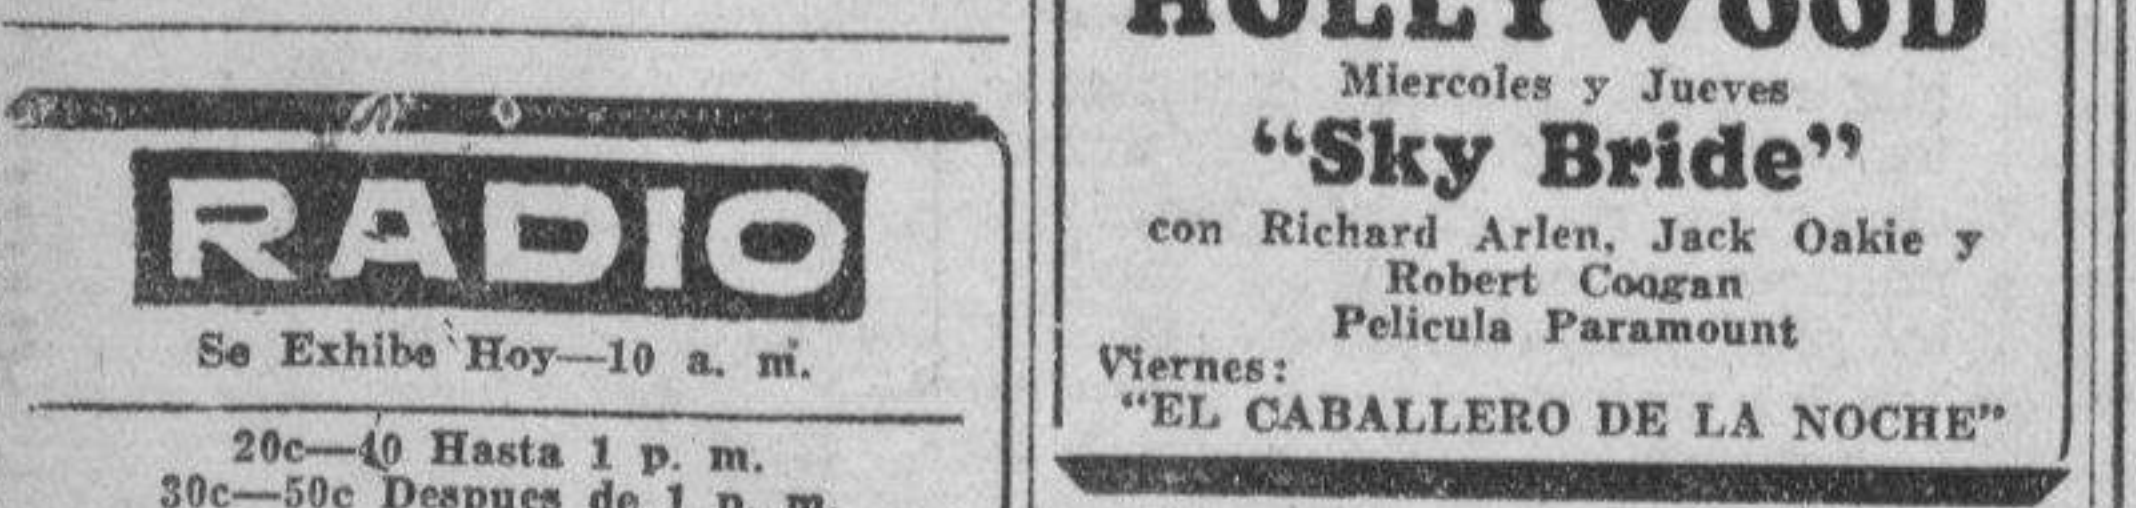 RADIO
Se Exhibe Hoy—10 a. m.
20c—40 Hasta 1 p. m.
30c—50c Despues de 1 p. m.
HOLLYWOOD
Miercoles y Jueves
“Sky Bride”
con Richard Arlen, Jack Oakie y
Robert Coogan
Pelicula Paramount
Viernes:
“EL CABALLERO DE LA NOCHE”